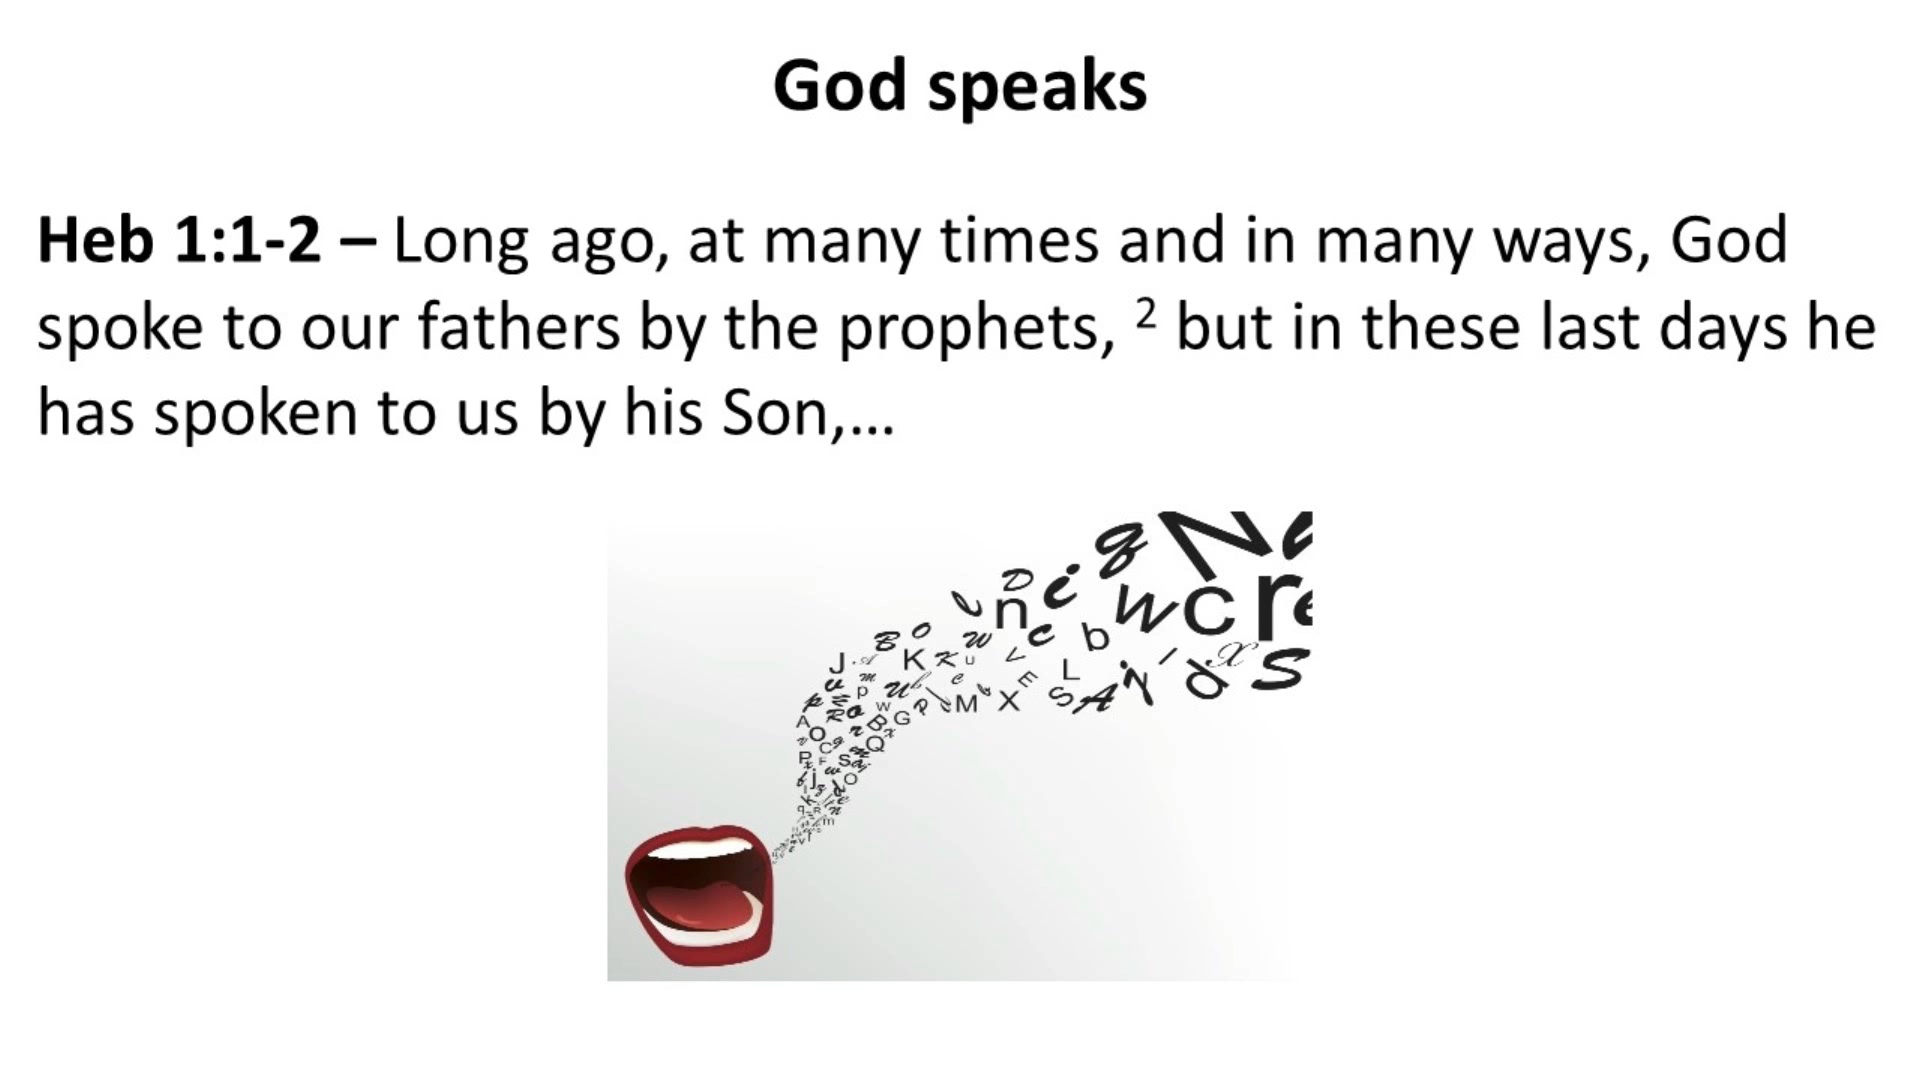 God speaks
Heb 1:1-2 – Long ago, at many times and in many ways, God
spoke to our fathers by the prophets, ² but in these last days he
has spoken to us by his Son,...